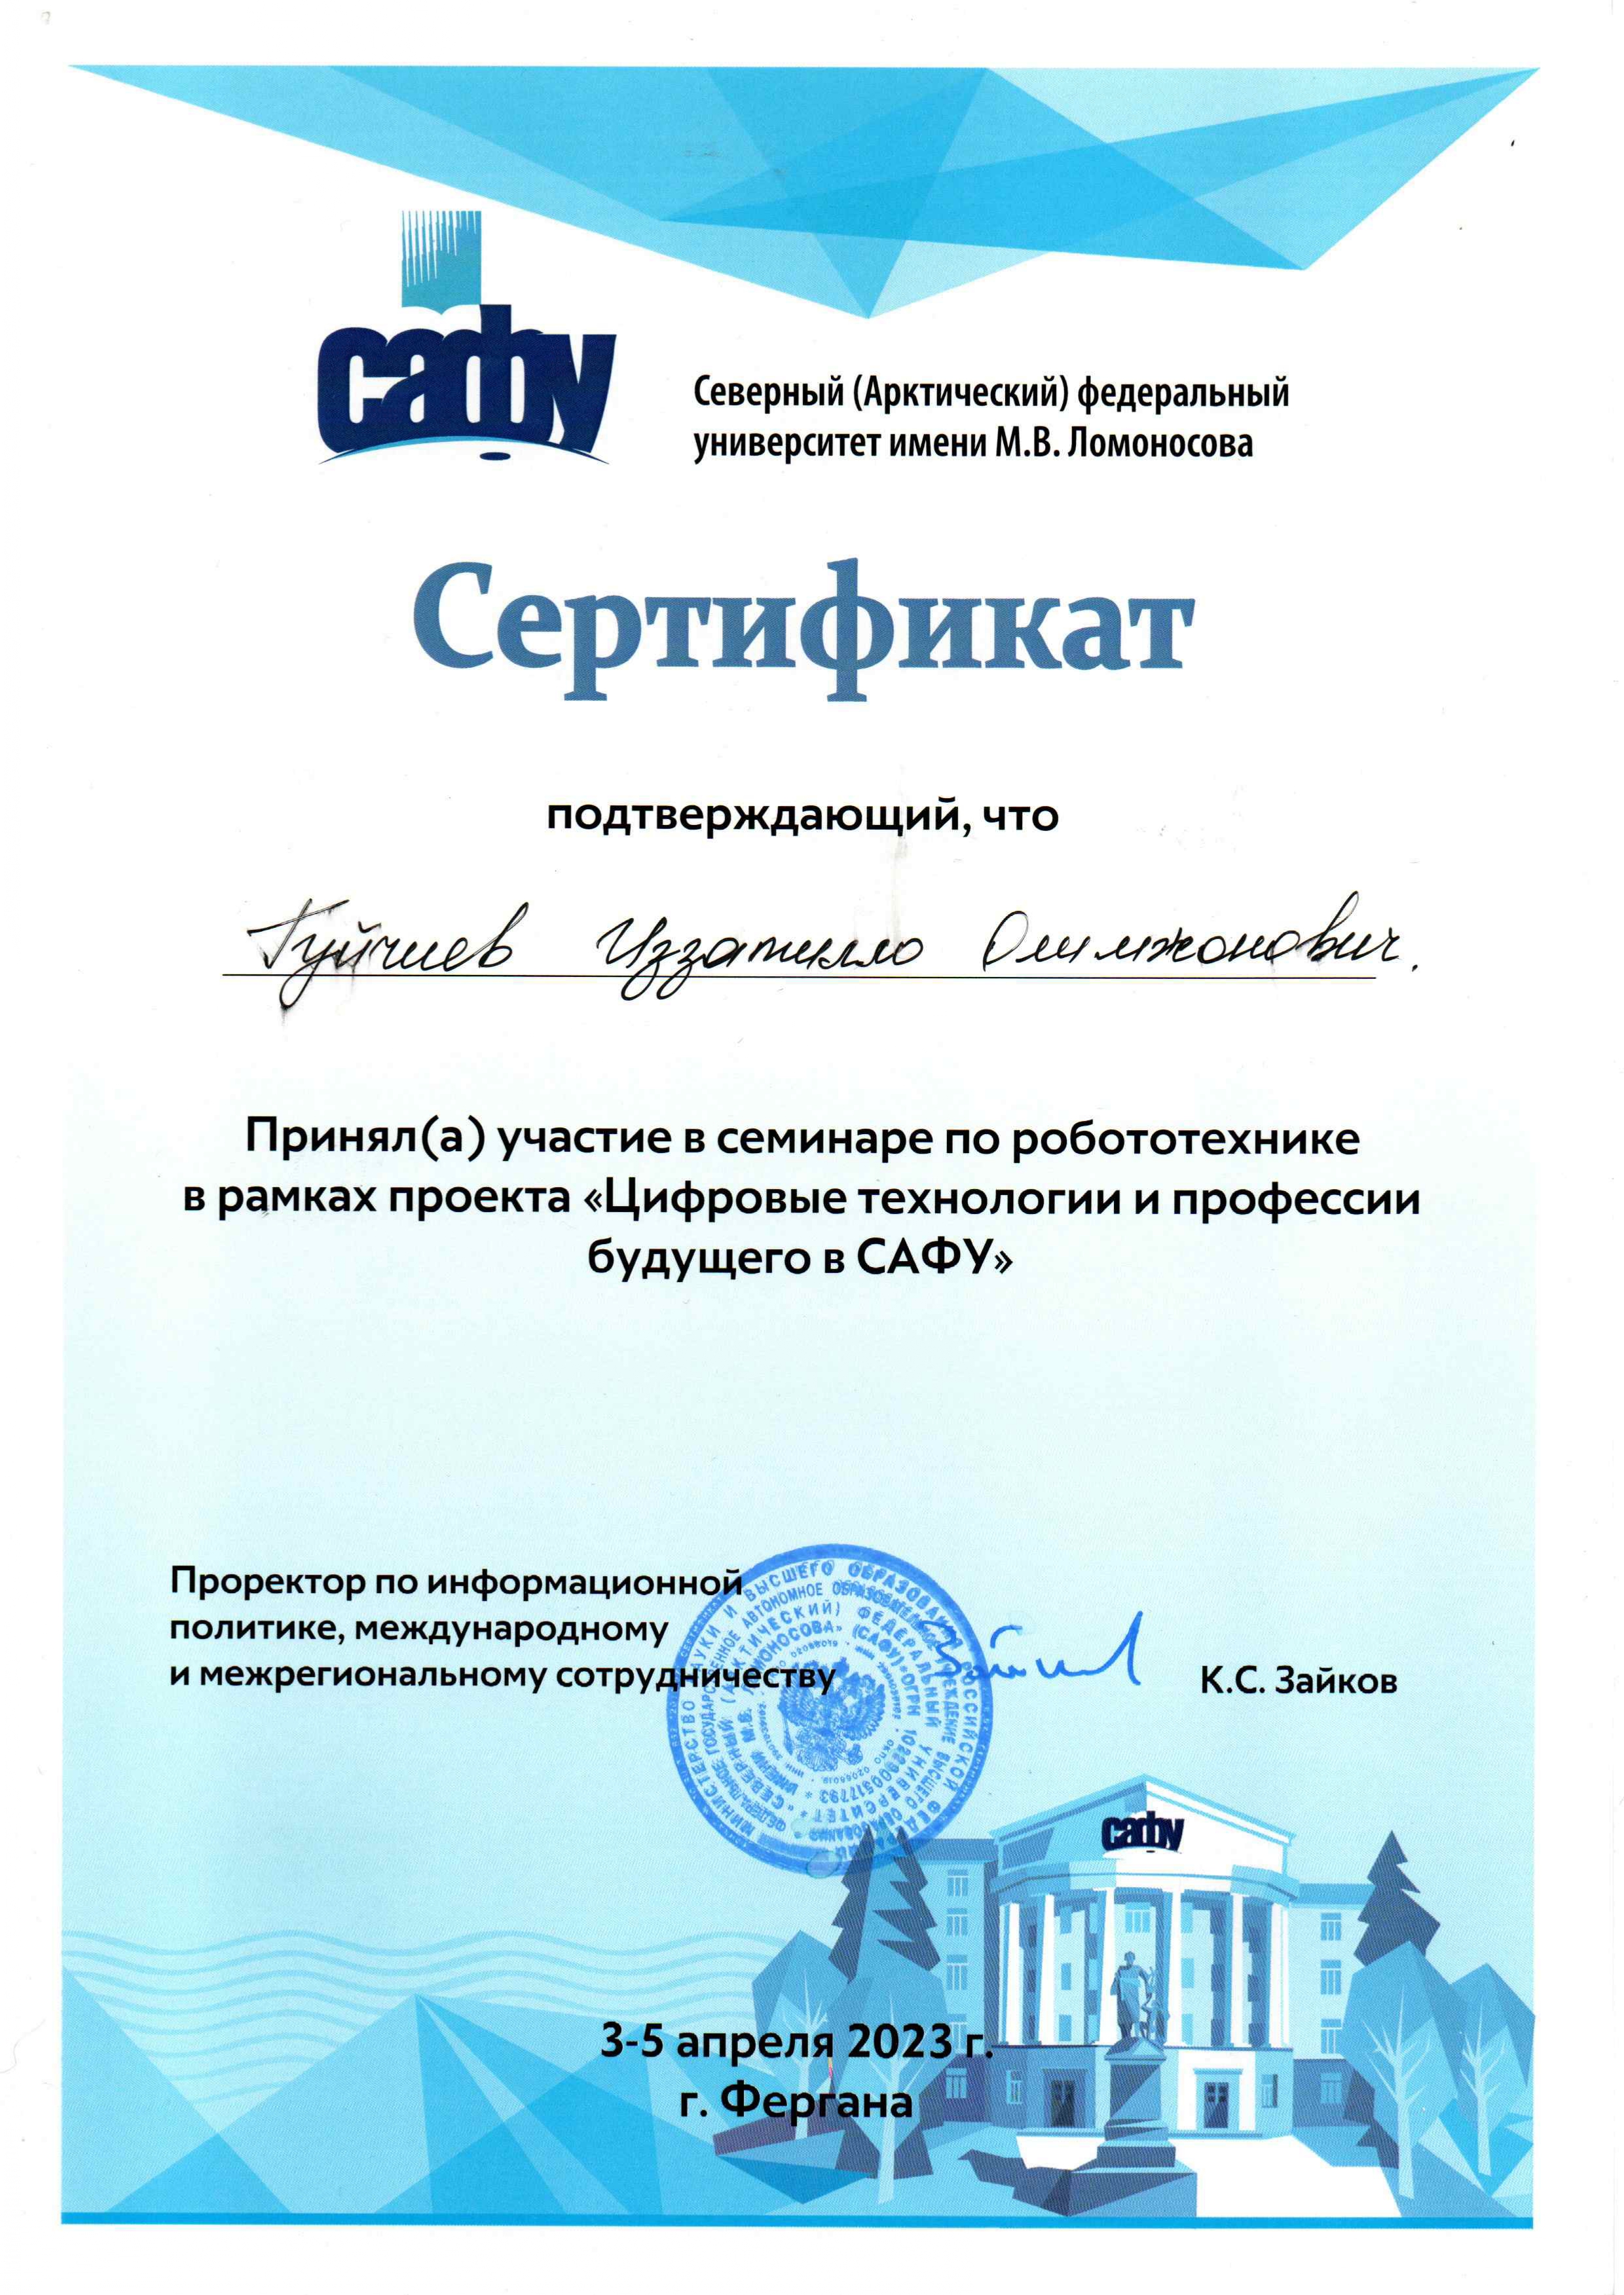 сафу
Северный (Арктический) федеральный
университет имени М.В. Ломоносова
Сертификат
подтверждающий, что
Гуйчиев Иззатилло Олимжонович.
Принял(а) участие в семинаре по робототехнике
в рамках проекта «Цифровые технологии и профессии
будущего в САФУ»
Проректор по информационной
политике, международному
и межрегиональному сотрудничеству
К.С. Зайков
сафу
3-5 апреля 2023 г.
г. Фергана